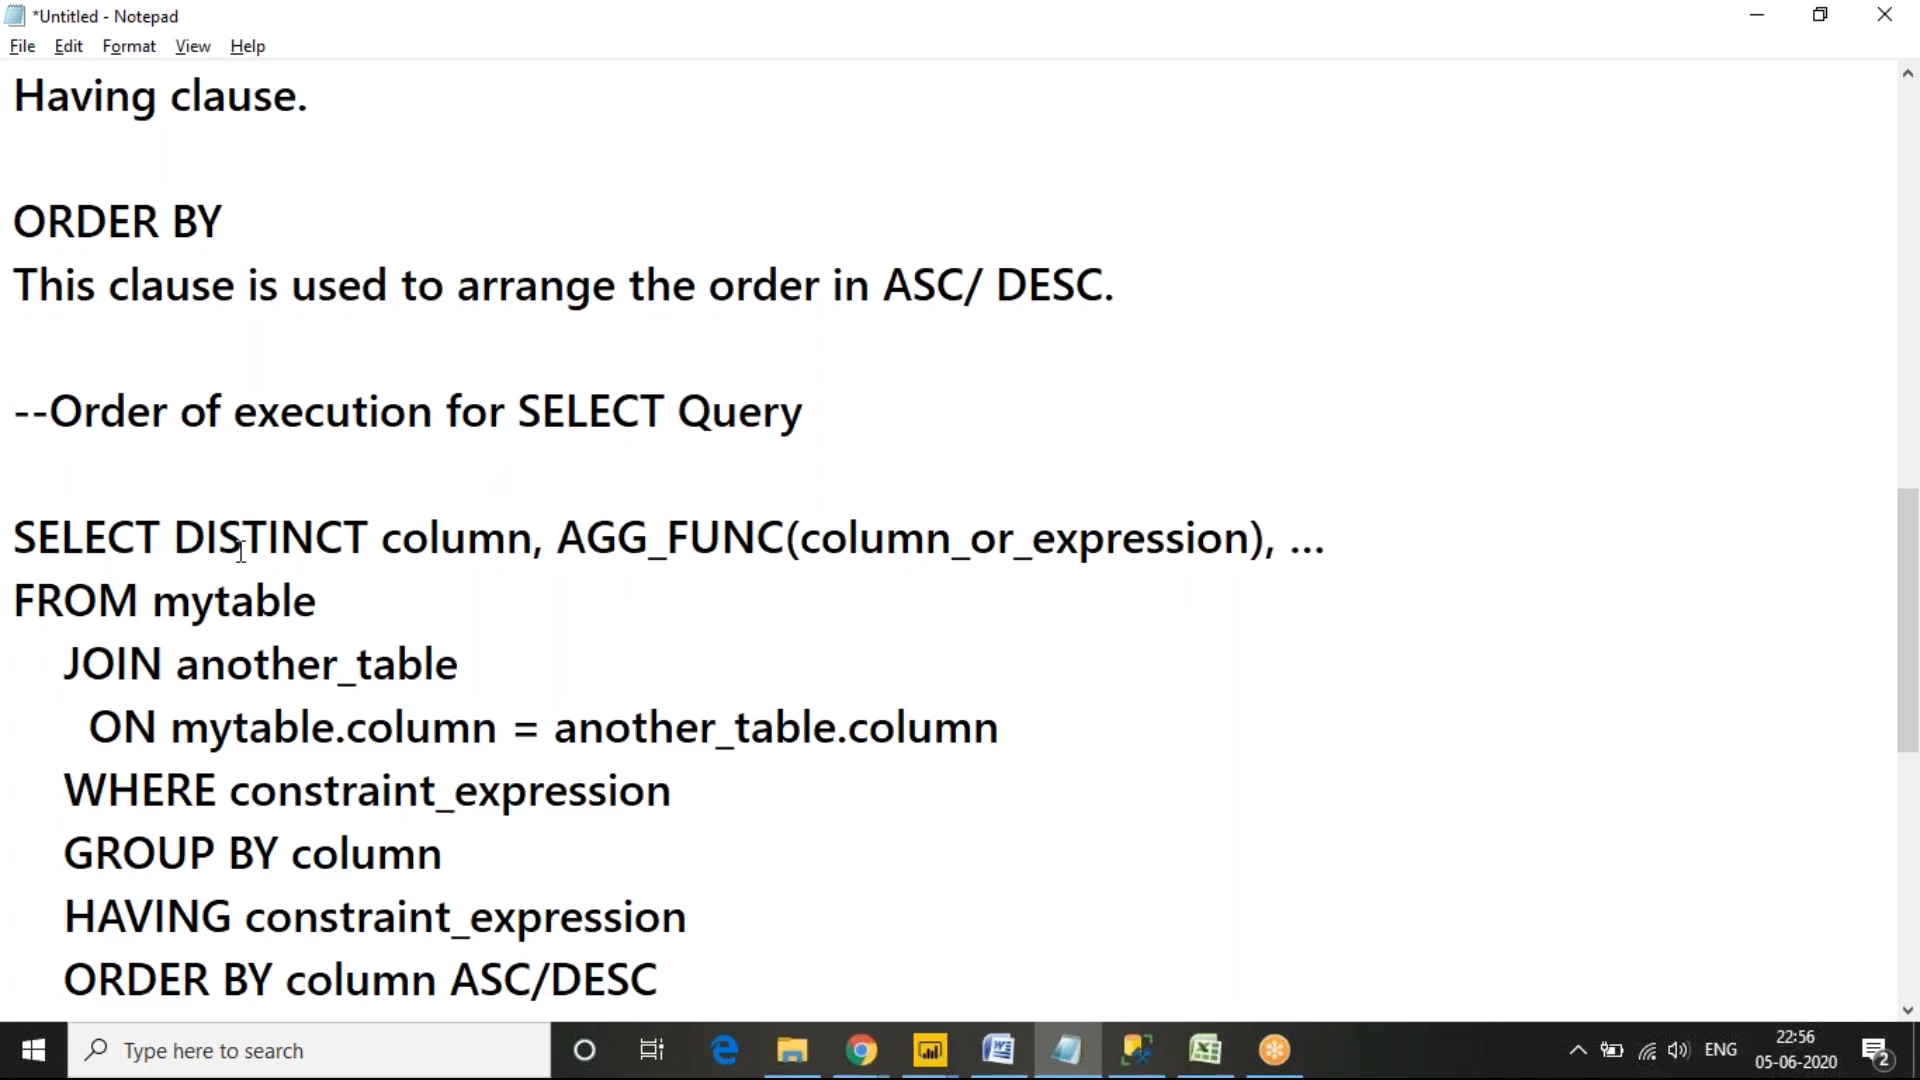 *Untitled - Notepad
File Edit Format View Help
Having clause.
ORDER BY
This clause is used to arrange the order in ASC/ DESC.
--Order of execution for SELECT Query
SELECT DISTINCT column, AGG_FUNC(column_or_expression), ...
FROM mytable
JOIN another_table
ON mytable.column = another_table.column
WHERE constraint_expression
GROUP BY column
HAVING constraint_expression
ORDER BY column ASC/DESC
Type here to search
ENG
22:56
05-06-2020
2